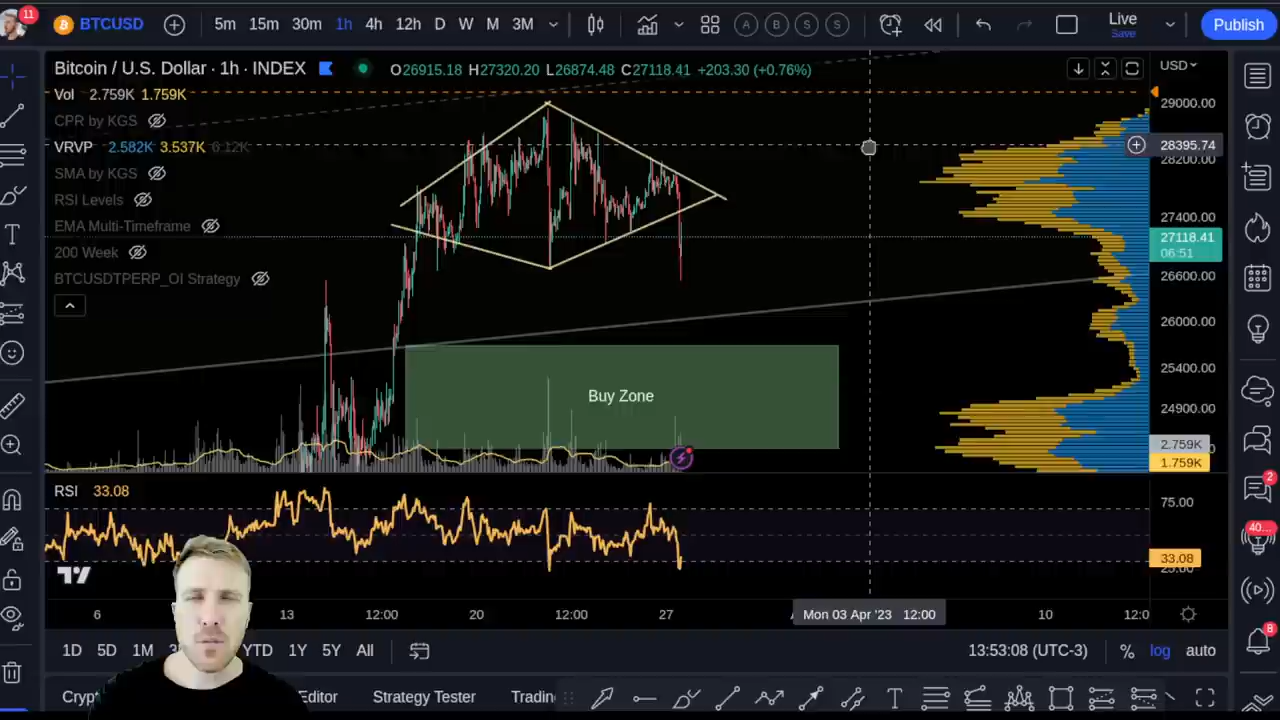 11
BTCUSD 5m 15m 30m 1h 4h 12h D W M 3M A B S S Live Save Publish
Bitcoin / U.S. Dollar · 1h · INDEX O26915.18 H27320.20 L26874.48 C27118.41 +203.30 (+0.76%) USD
Vol 2.759K 1.759K
29000.00
CPR by KGS
VRVP 2.582K 3.537K 6.12K
28395.74
28200.00
SMA by KGS
RSI Levels
27400.00
EMA Multi-Timeframe
27118.41
06:51
200 Week
BTCUSDTPERP_OI Strategy
26600.00
26000.00
25400.00
Buy Zone
24900.00
2.759K
1.759K
2
RSI 33.08
75.00
40...
33.08
25.00
6 13 12:00 20 12:00 27 Mon 03 Apr '23 12:00 10 12:0
8
1D 5D 1M YTD 1Y 5Y All 13:53:08 (UTC-3) % log auto
Crypt Editor Strategy Tester Tradin